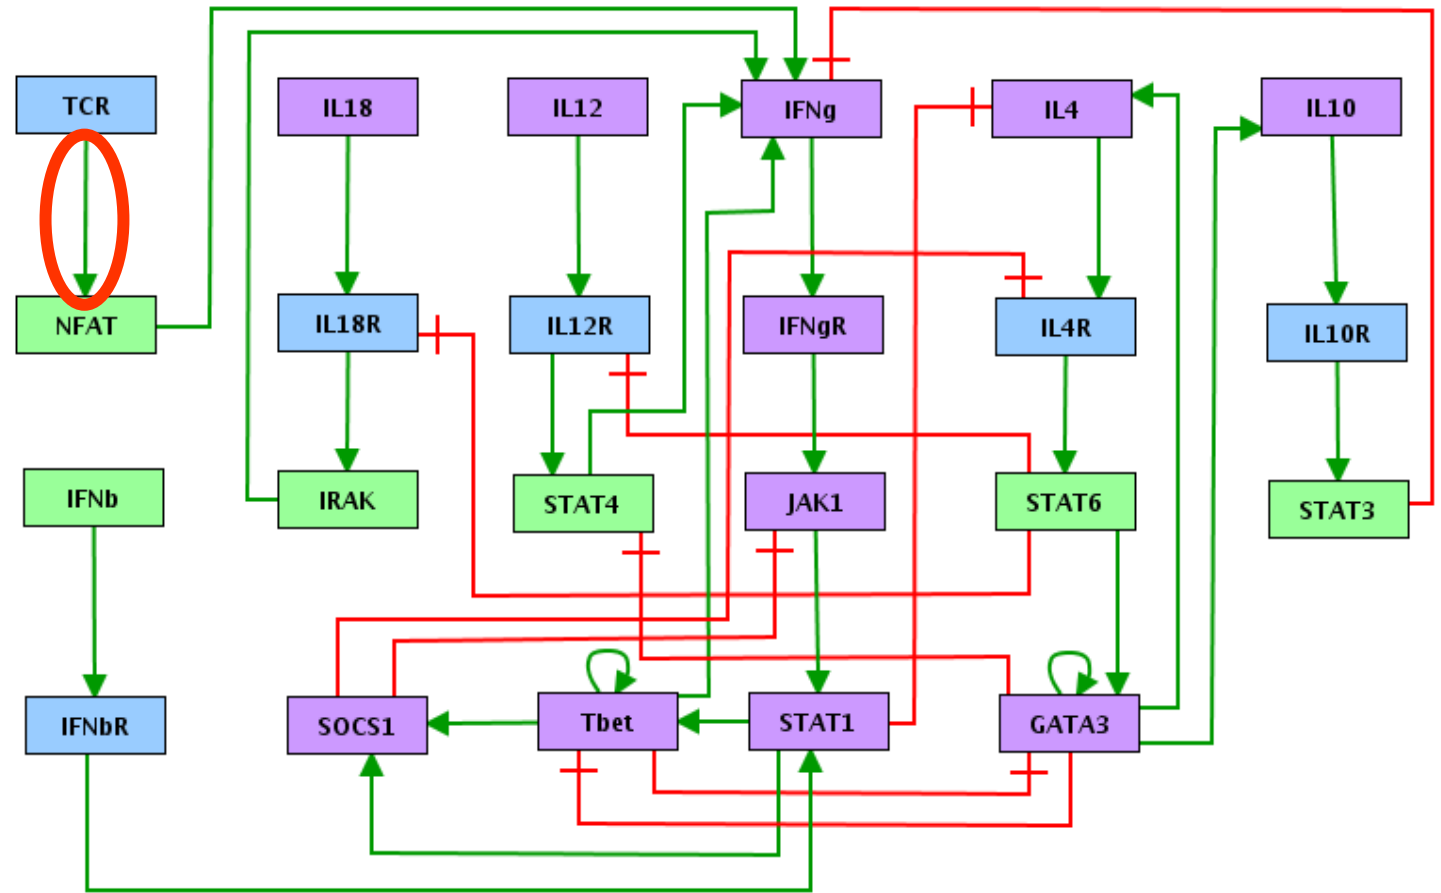 TCR
IL18
IL12
IFNg
IL4
IL10
NFAT
IL18R
IL12R
IFNgR
IL4R
IL10R
IFNb
IRAK
STAT4
JAK1
STAT6
STAT3
IFNbR
SOCS1
Tbet
STAT1
GATA3